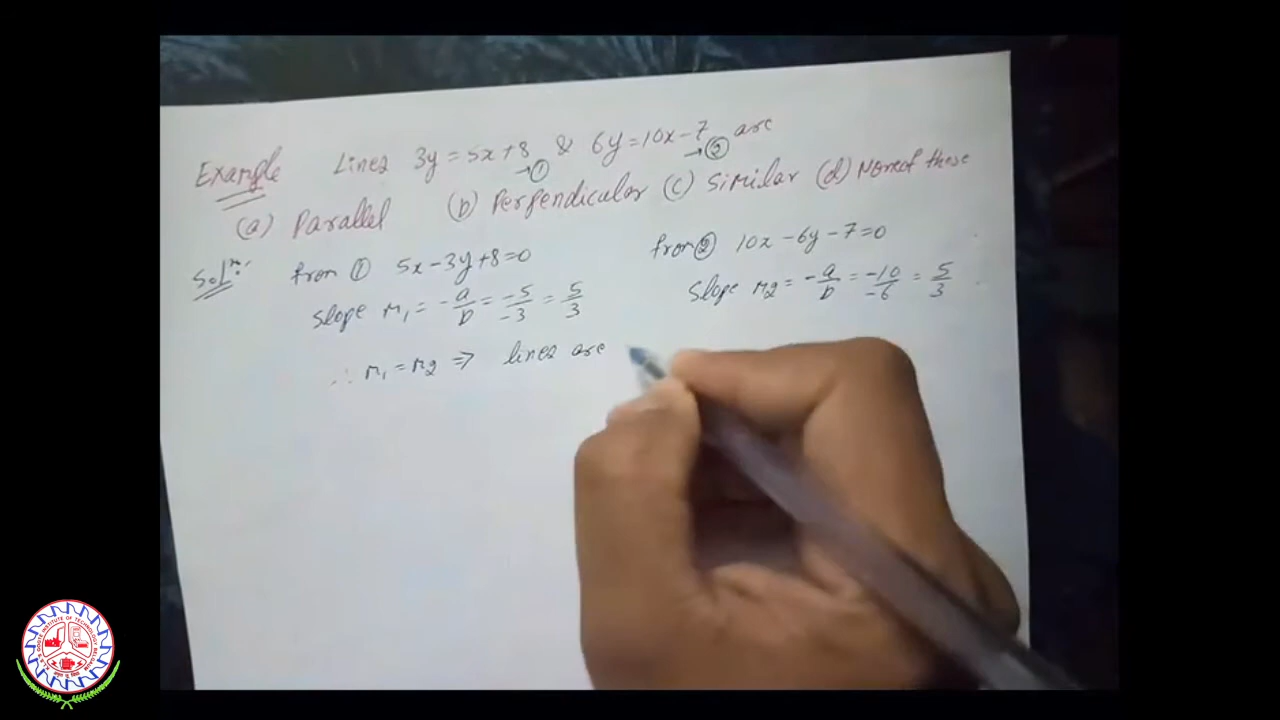 Example Lines 3y = 5x+8 →① & 6y = 10x-7 →② are
(a) Parallel (b) Perpendicular (c) Similar (d) None of these
Solⁿ: from ① 5x-3y+8=0
slope m₁ = -a/b = -5/-3 = 5/3
from ② 10x-6y-7=0
slope m₂ = -a/b = -10/-6 = 5/3
∴ m₁ = m₂ ⇒ lines are